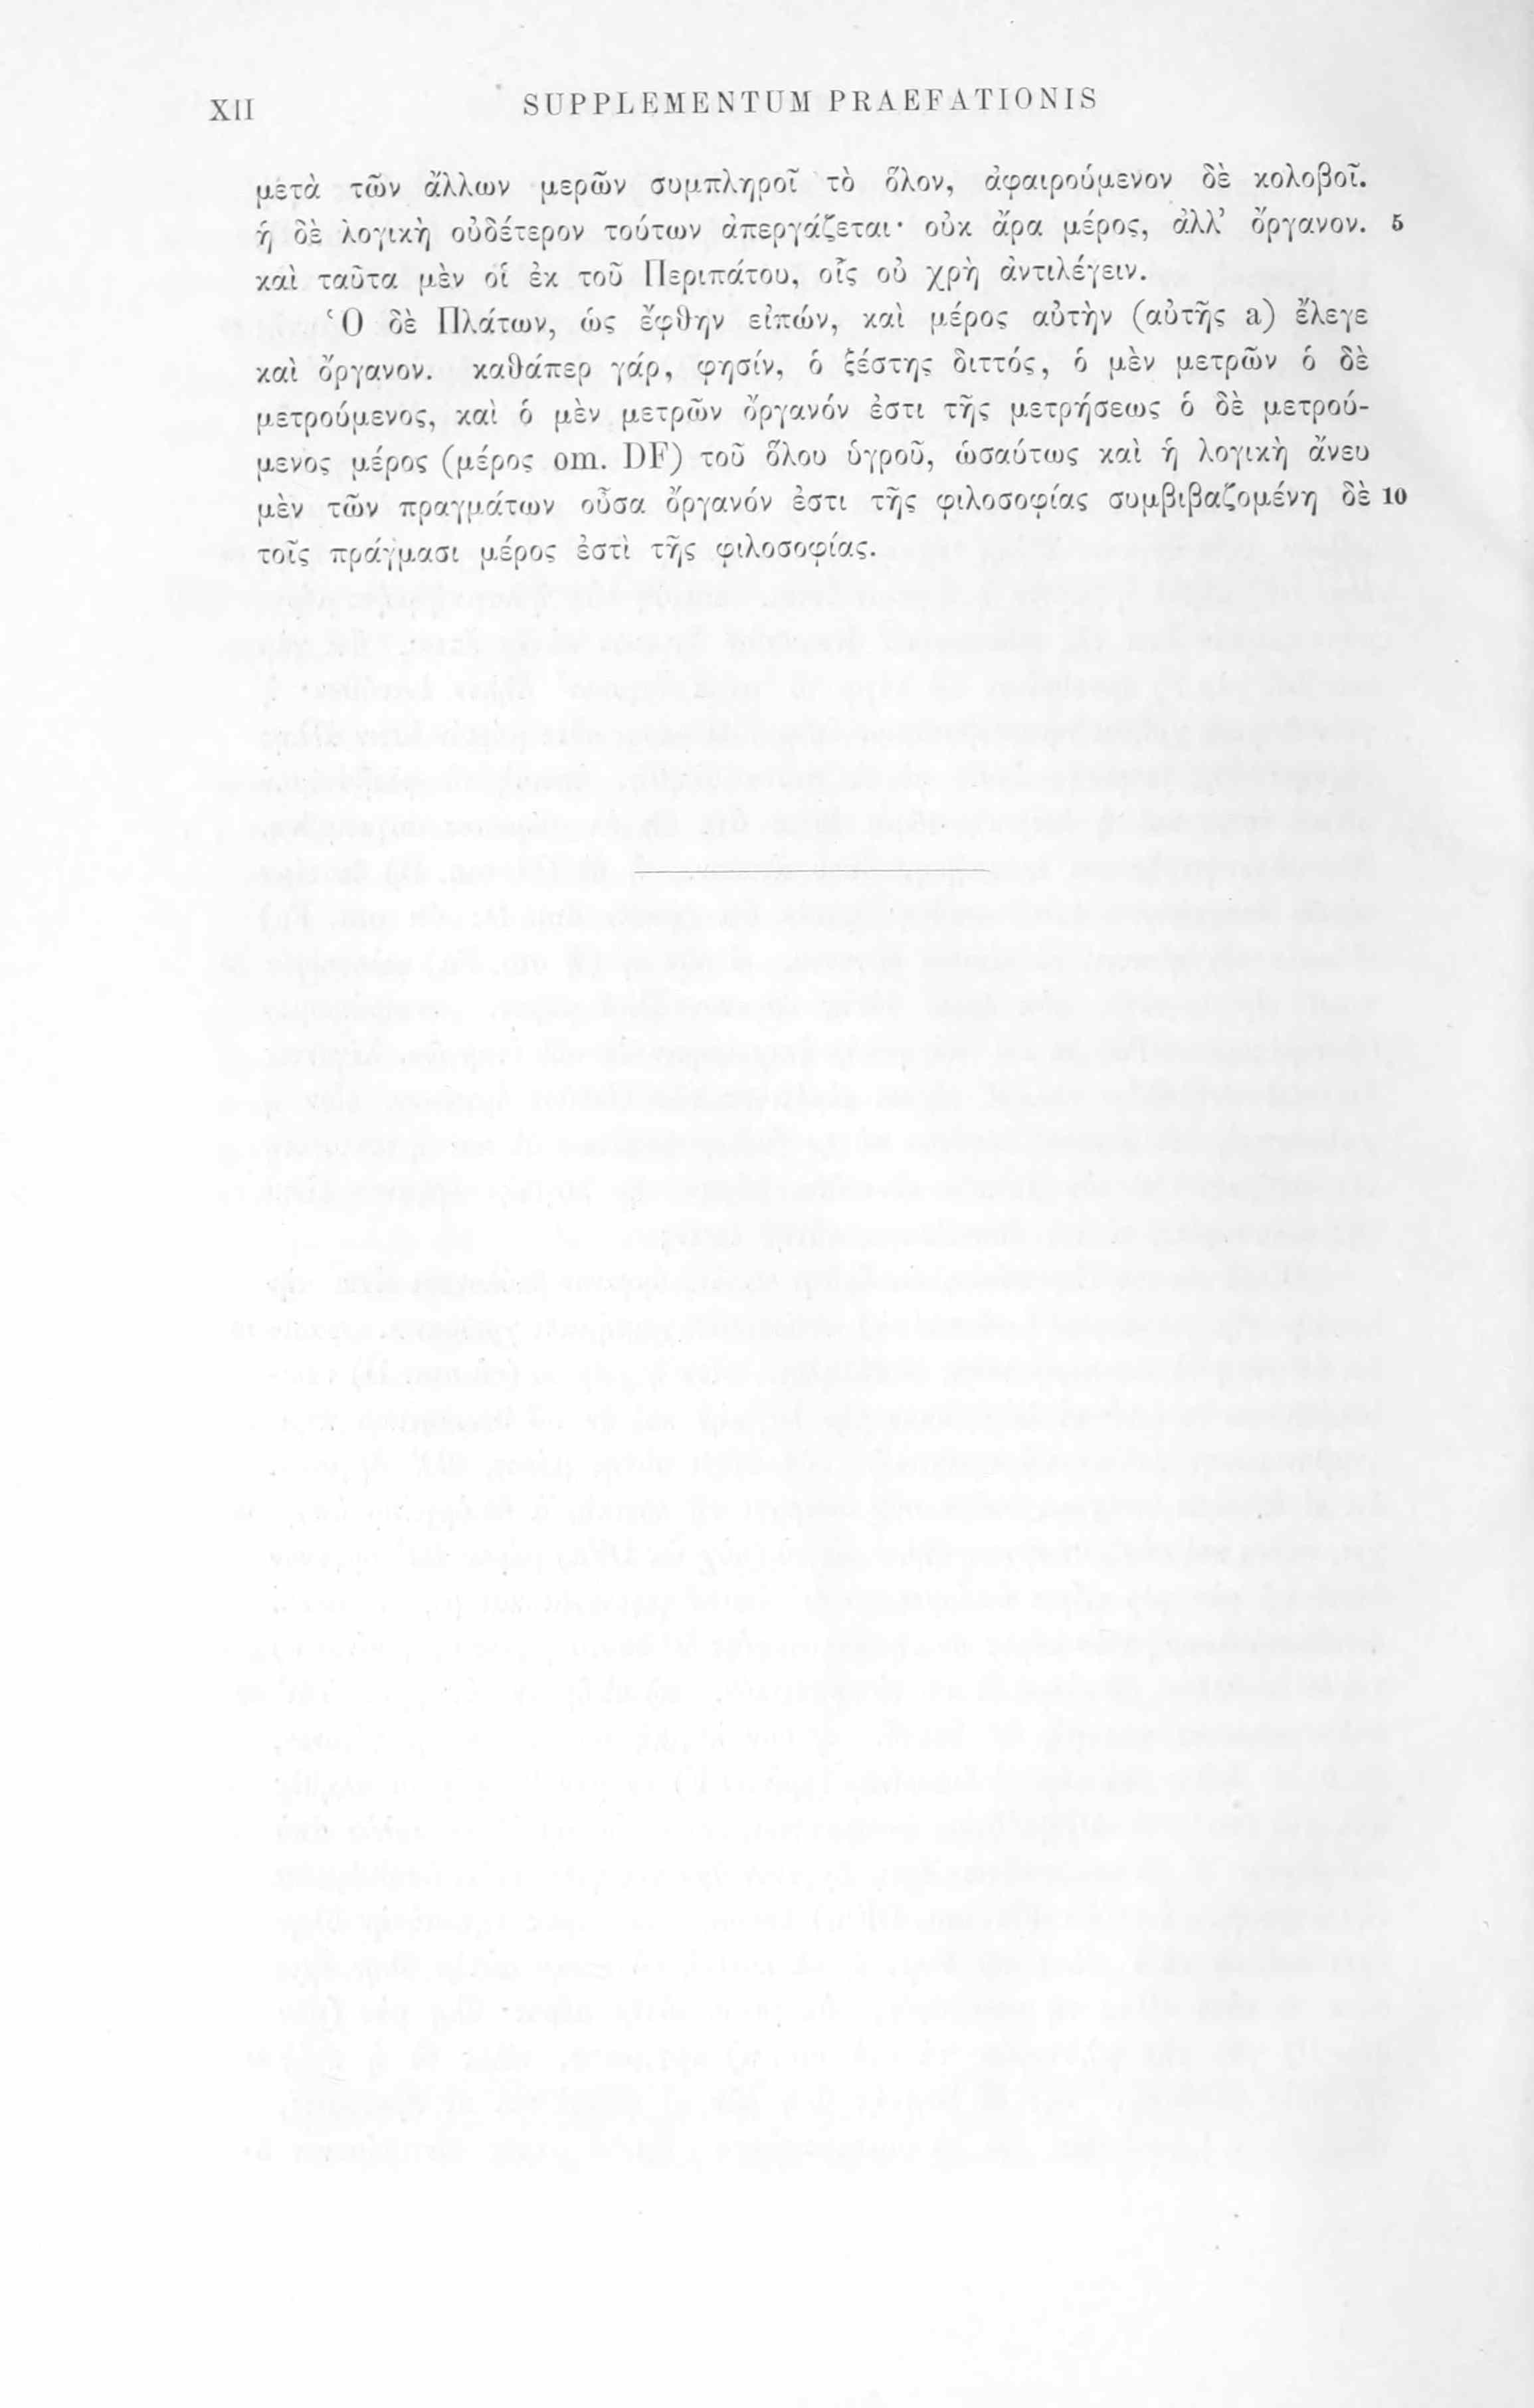 XII SUPPLEMENTUM PRAEFATIONIS
μετὰ τῶν ἄλλων μερῶν συμπληροῖ τὸ ὅλον, ἀφαιρούμενον δὲ κολοβοῖ.
ἡ δὲ λογικὴ οὐδέτερον τούτων ἀπεργάζεται· οὐκ ἄρα μέρος, ἀλλ’ ὄργανον. 5
καὶ ταῦτα μὲν οἱ ἐκ τοῦ Περιπάτου, οἷς οὐ χρὴ ἀντιλέγειν.
Ὁ δὲ Πλάτων, ὡς ἔφθην εἰπών, καὶ μέρος αὐτὴν (αὐτῆς a) ἔλεγε
καὶ ὄργανον. καθάπερ γάρ, φησίν, ὁ ξέστης διττός, ὁ μὲν μετρῶν ὁ δὲ
μετρούμενος, καὶ ὁ μὲν μετρῶν ὄργανόν ἐστι τῆς μετρήσεως ὁ δὲ μετρού-
μενος μέρος (μέρος om. DF) τοῦ ὅλου ὑγροῦ, ὡσαύτως καὶ ἡ λογικὴ ἄνευ
μὲν τῶν πραγμάτων οὖσα ὄργανόν ἐστι τῆς φιλοσοφίας συμβιβαζομένη δὲ 10
τοῖς πράγμασι μέρος ἐστὶ τῆς φιλοσοφίας.